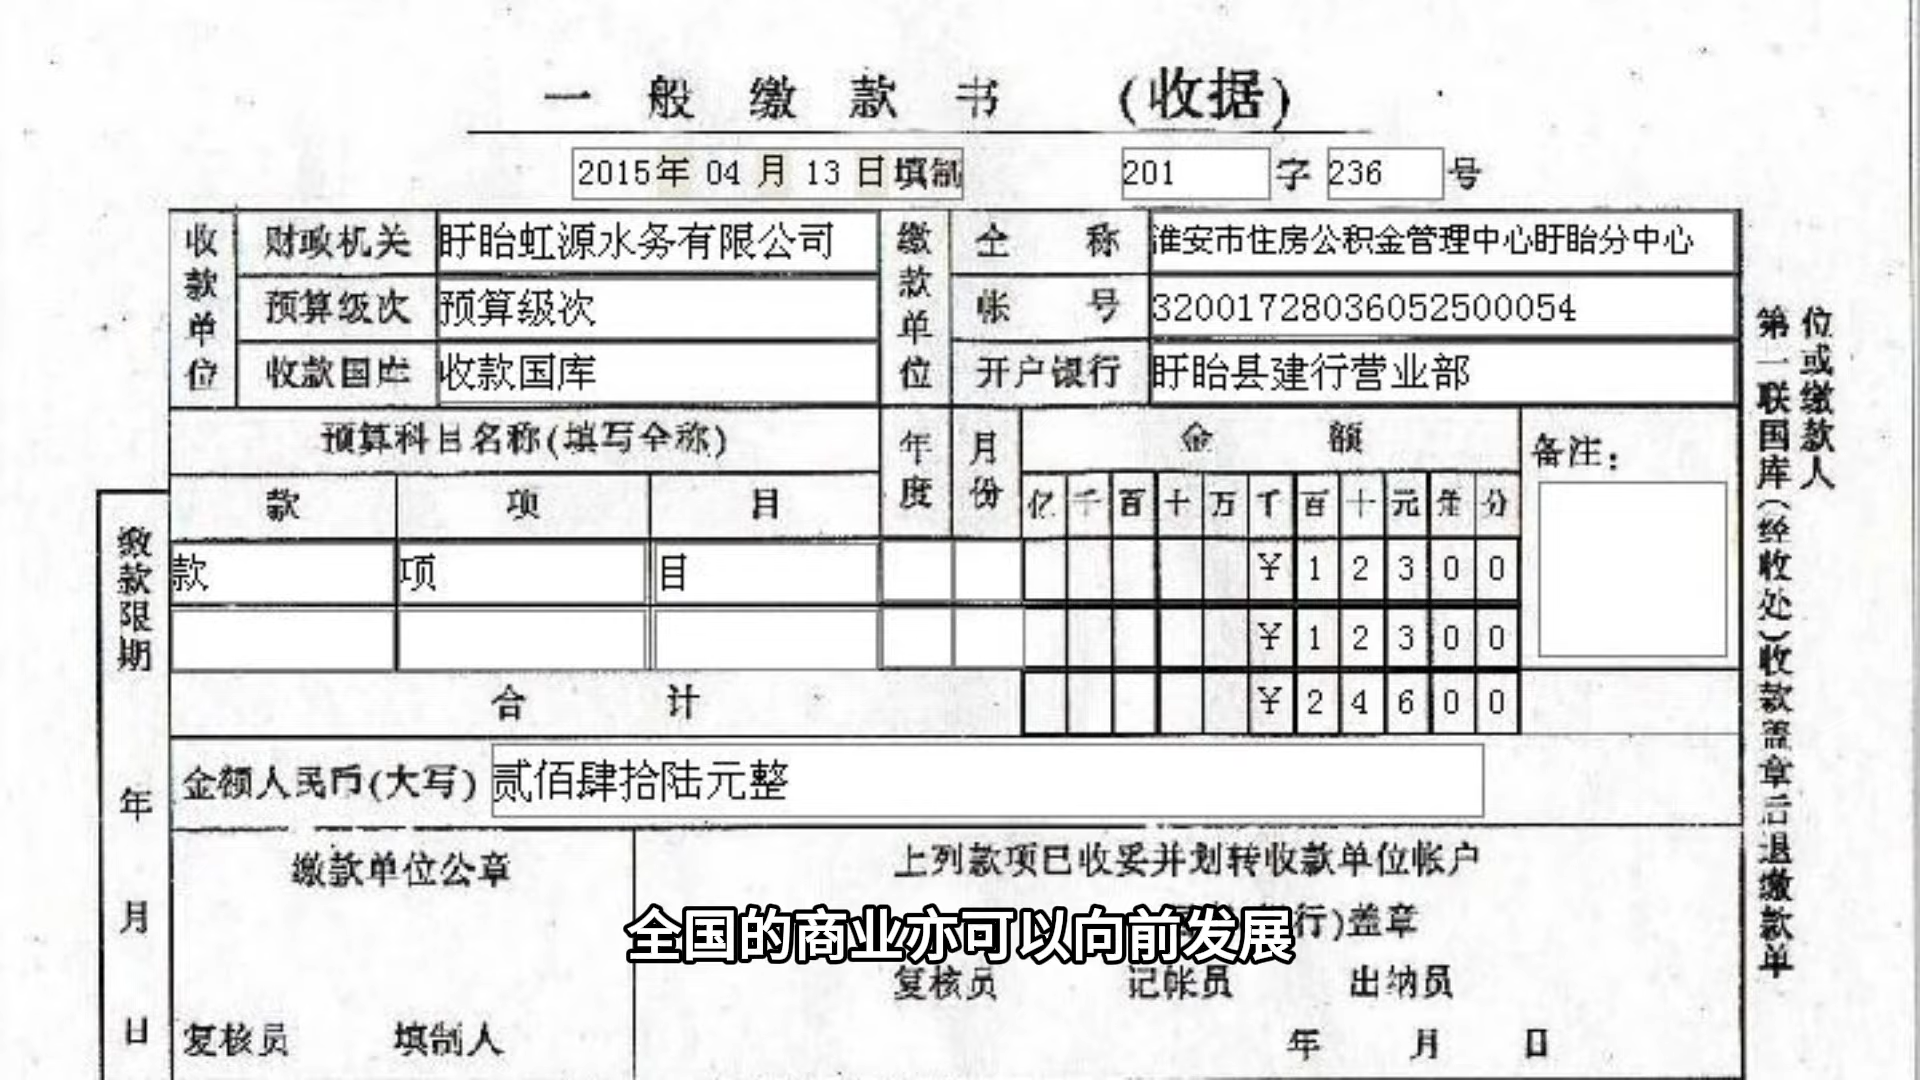 一般缴款书（收据）
2015年 04月 13日填制 201 字 236 号
收款单位 财政机关 盱眙虹源水务有限公司 缴款单位 全称 淮安市住房公积金管理中心盱眙分中心
预算级次 预算级次 帐号 32001728036052500054
收款国库 收款国库 开户银行 盱眙县建行营业部
预算科目名称(填写全称) 年度 月份 金额 备注:
款 项 目 亿 千 百 十 万 千 百 十 元 角 分
款 项 目 ¥ 1 2 3 0 0
¥ 1 2 3 0 0
合计 ¥ 2 4 6 0 0
金额人民币(大写) 贰佰肆拾陆元整
缴款单位公章 上列款项已收妥并划转收款单位帐户
行)盖章
全国的商业亦可以向前发展
复核员 记帐员 出纳员
复核员 填制人 年 月 日
缴款限期 年 月 日
第一联国库(经收处)收款盖章后退缴款单
位或缴款人